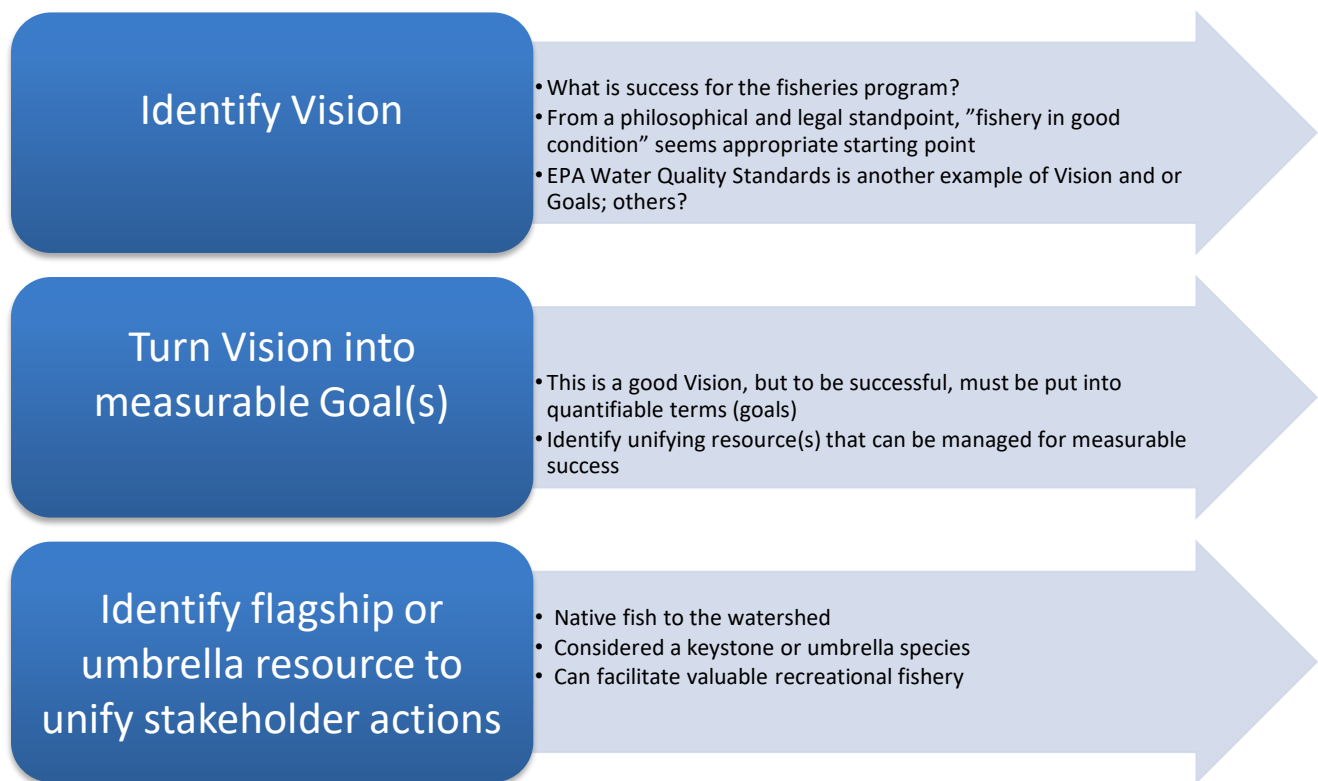 Identify Vision
• What is success for the fisheries program?
• From a philosophical and legal standpoint, ”fishery in good
condition” seems appropriate starting point
• EPA Water Quality Standards is another example of Vision and or
Goals; others?
Turn Vision into
measurable Goal(s)
• This is a good Vision, but to be successful, must be put into
quantifiable terms (goals)
• Identify unifying resource(s) that can be managed for measurable
success
Identify flagship or
umbrella resource to
unify stakeholder actions
• Native fish to the watershed
• Considered a keystone or umbrella species
• Can facilitate valuable recreational fishery